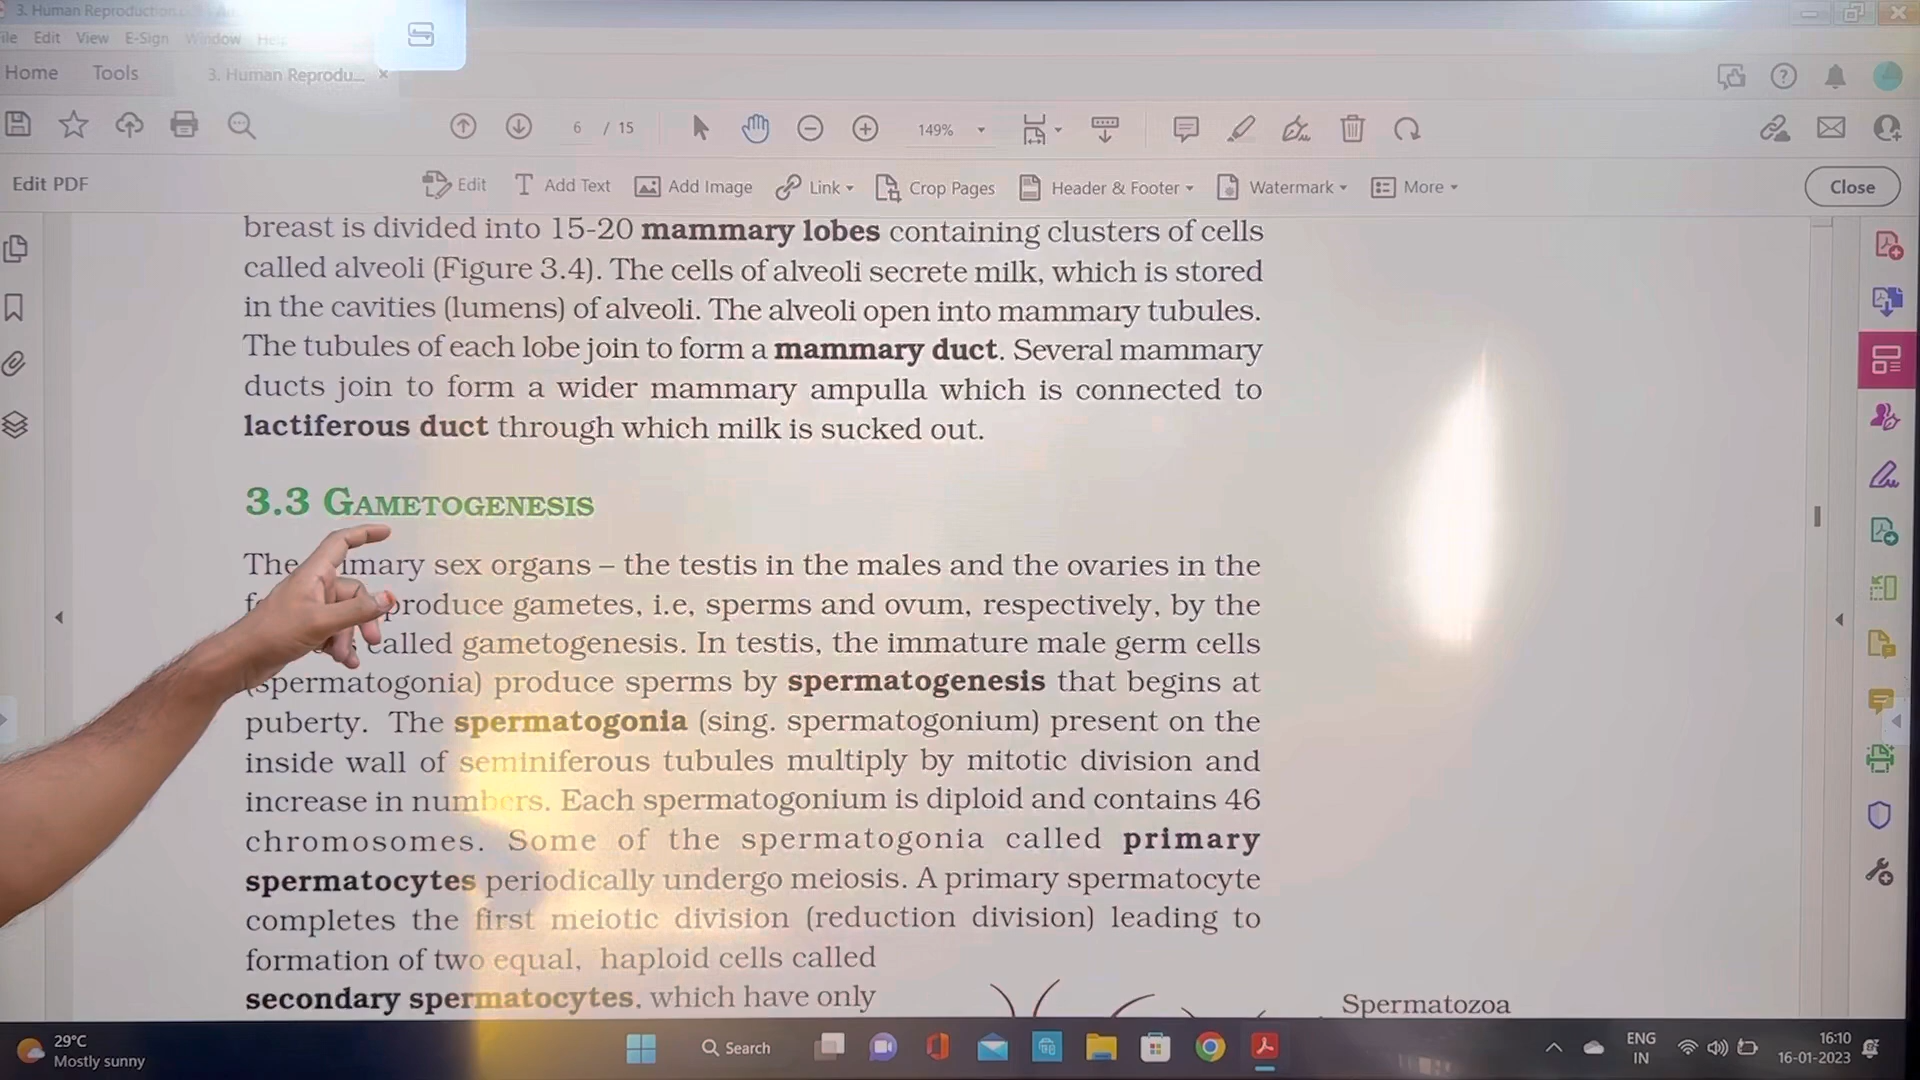 3. Human Reproduction
File Edit View E-Sign Window Help
Home Tools 3. Human Reprodu... ×
6 / 15 149%
Edit PDF Edit Add Text Add Image Link Crop Pages Header & Footer Watermark More Close
breast is divided into 15-20 mammary lobes containing clusters of cells
called alveoli (Figure 3.4). The cells of alveoli secrete milk, which is stored
in the cavities (lumens) of alveoli. The alveoli open into mammary tubules.
The tubules of each lobe join to form a mammary duct. Several mammary
ducts join to form a wider mammary ampulla which is connected to
lactiferous duct through which milk is sucked out.
3.3 GAMETOGENESIS
The imary sex organs – the testis in the males and the ovaries in the
produce gametes, i.e, sperms and ovum, respectively, by the
called gametogenesis. In testis, the immature male germ cells
(spermatogonia) produce sperms by spermatogenesis that begins at
puberty. The spermatogonia (sing. spermatogonium) present on the
inside wall of seminiferous tubules multiply by mitotic division and
increase in numbers. Each spermatogonium is diploid and contains 46
chromosomes. Some of the spermatogonia called primary
spermatocytes periodically undergo meiosis. A primary spermatocyte
completes the first meiotic division (reduction division) leading to
formation of two equal, haploid cells called
secondary spermatocytes, which have only
Spermatozoa
29°C
Mostly sunny
Search
ENG
IN
16:10
16-01-2023